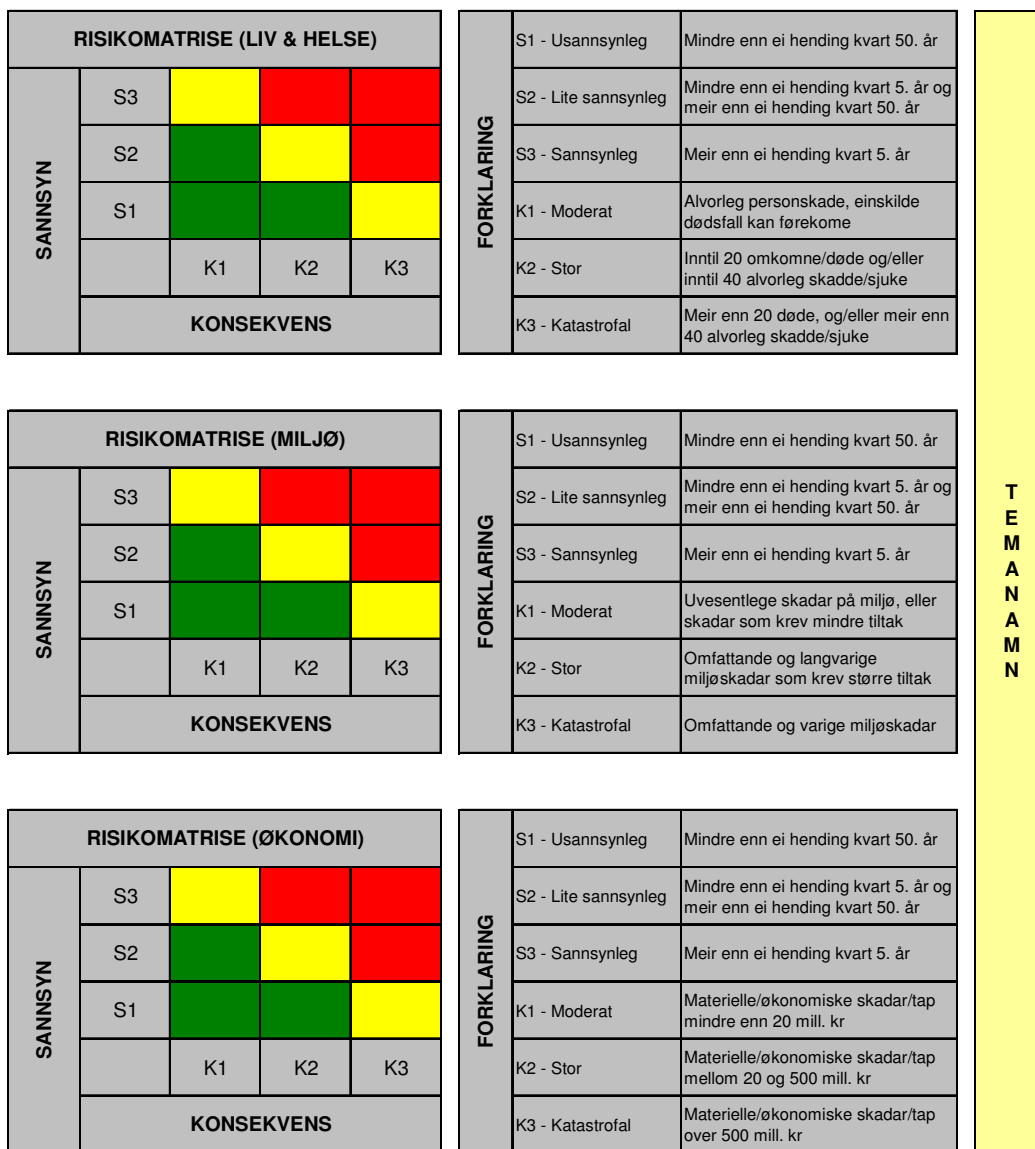 RISIKOMATRISE (LIV & HELSE)
SANNSYN
S3
S2
S1
K1 K2 K3
KONSEKVENS
FORKLARING
S1 - Usannsynleg Mindre enn ei hending kvart 50. år
S2 - Lite sannsynleg Mindre enn ei hending kvart 5. år og
meir enn ei hending kvart 50. år
S3 - Sannsynleg Meir enn ei hending kvart 5. år
K1 - Moderat Alvorleg personskade, einskilde
dødsfall kan førekome
K2 - Stor Inntil 20 omkomne/døde og/eller
inntil 40 alvorleg skadde/sjuke
K3 - Katastrofal Meir enn 20 døde, og/eller meir enn
40 alvorleg skadde/sjuke
RISIKOMATRISE (MILJØ)
SANNSYN
S3
S2
S1
K1 K2 K3
KONSEKVENS
FORKLARING
S1 - Usannsynleg Mindre enn ei hending kvart 50. år
S2 - Lite sannsynleg Mindre enn ei hending kvart 5. år og
meir enn ei hending kvart 50. år
S3 - Sannsynleg Meir enn ei hending kvart 5. år
K1 - Moderat Uvesentlege skadar på miljø, eller
skadar som krev mindre tiltak
K2 - Stor Omfattande og langvarige
miljøskadar som krev større tiltak
K3 - Katastrofal Omfattande og varige miljøskadar
RISIKOMATRISE (ØKONOMI)
SANNSYN
S3
S2
S1
K1 K2 K3
KONSEKVENS
FORKLARING
S1 - Usannsynleg Mindre enn ei hending kvart 50. år
S2 - Lite sannsynleg Mindre enn ei hending kvart 5. år og
meir enn ei hending kvart 50. år
S3 - Sannsynleg Meir enn ei hending kvart 5. år
K1 - Moderat Materielle/økonomiske skadar/tap
mindre enn 20 mill. kr
K2 - Stor Materielle/økonomiske skadar/tap
mellom 20 og 500 mill. kr
K3 - Katastrofal Materielle/økonomiske skadar/tap
over 500 mill. kr
T
E
M
A
N
A
M
N